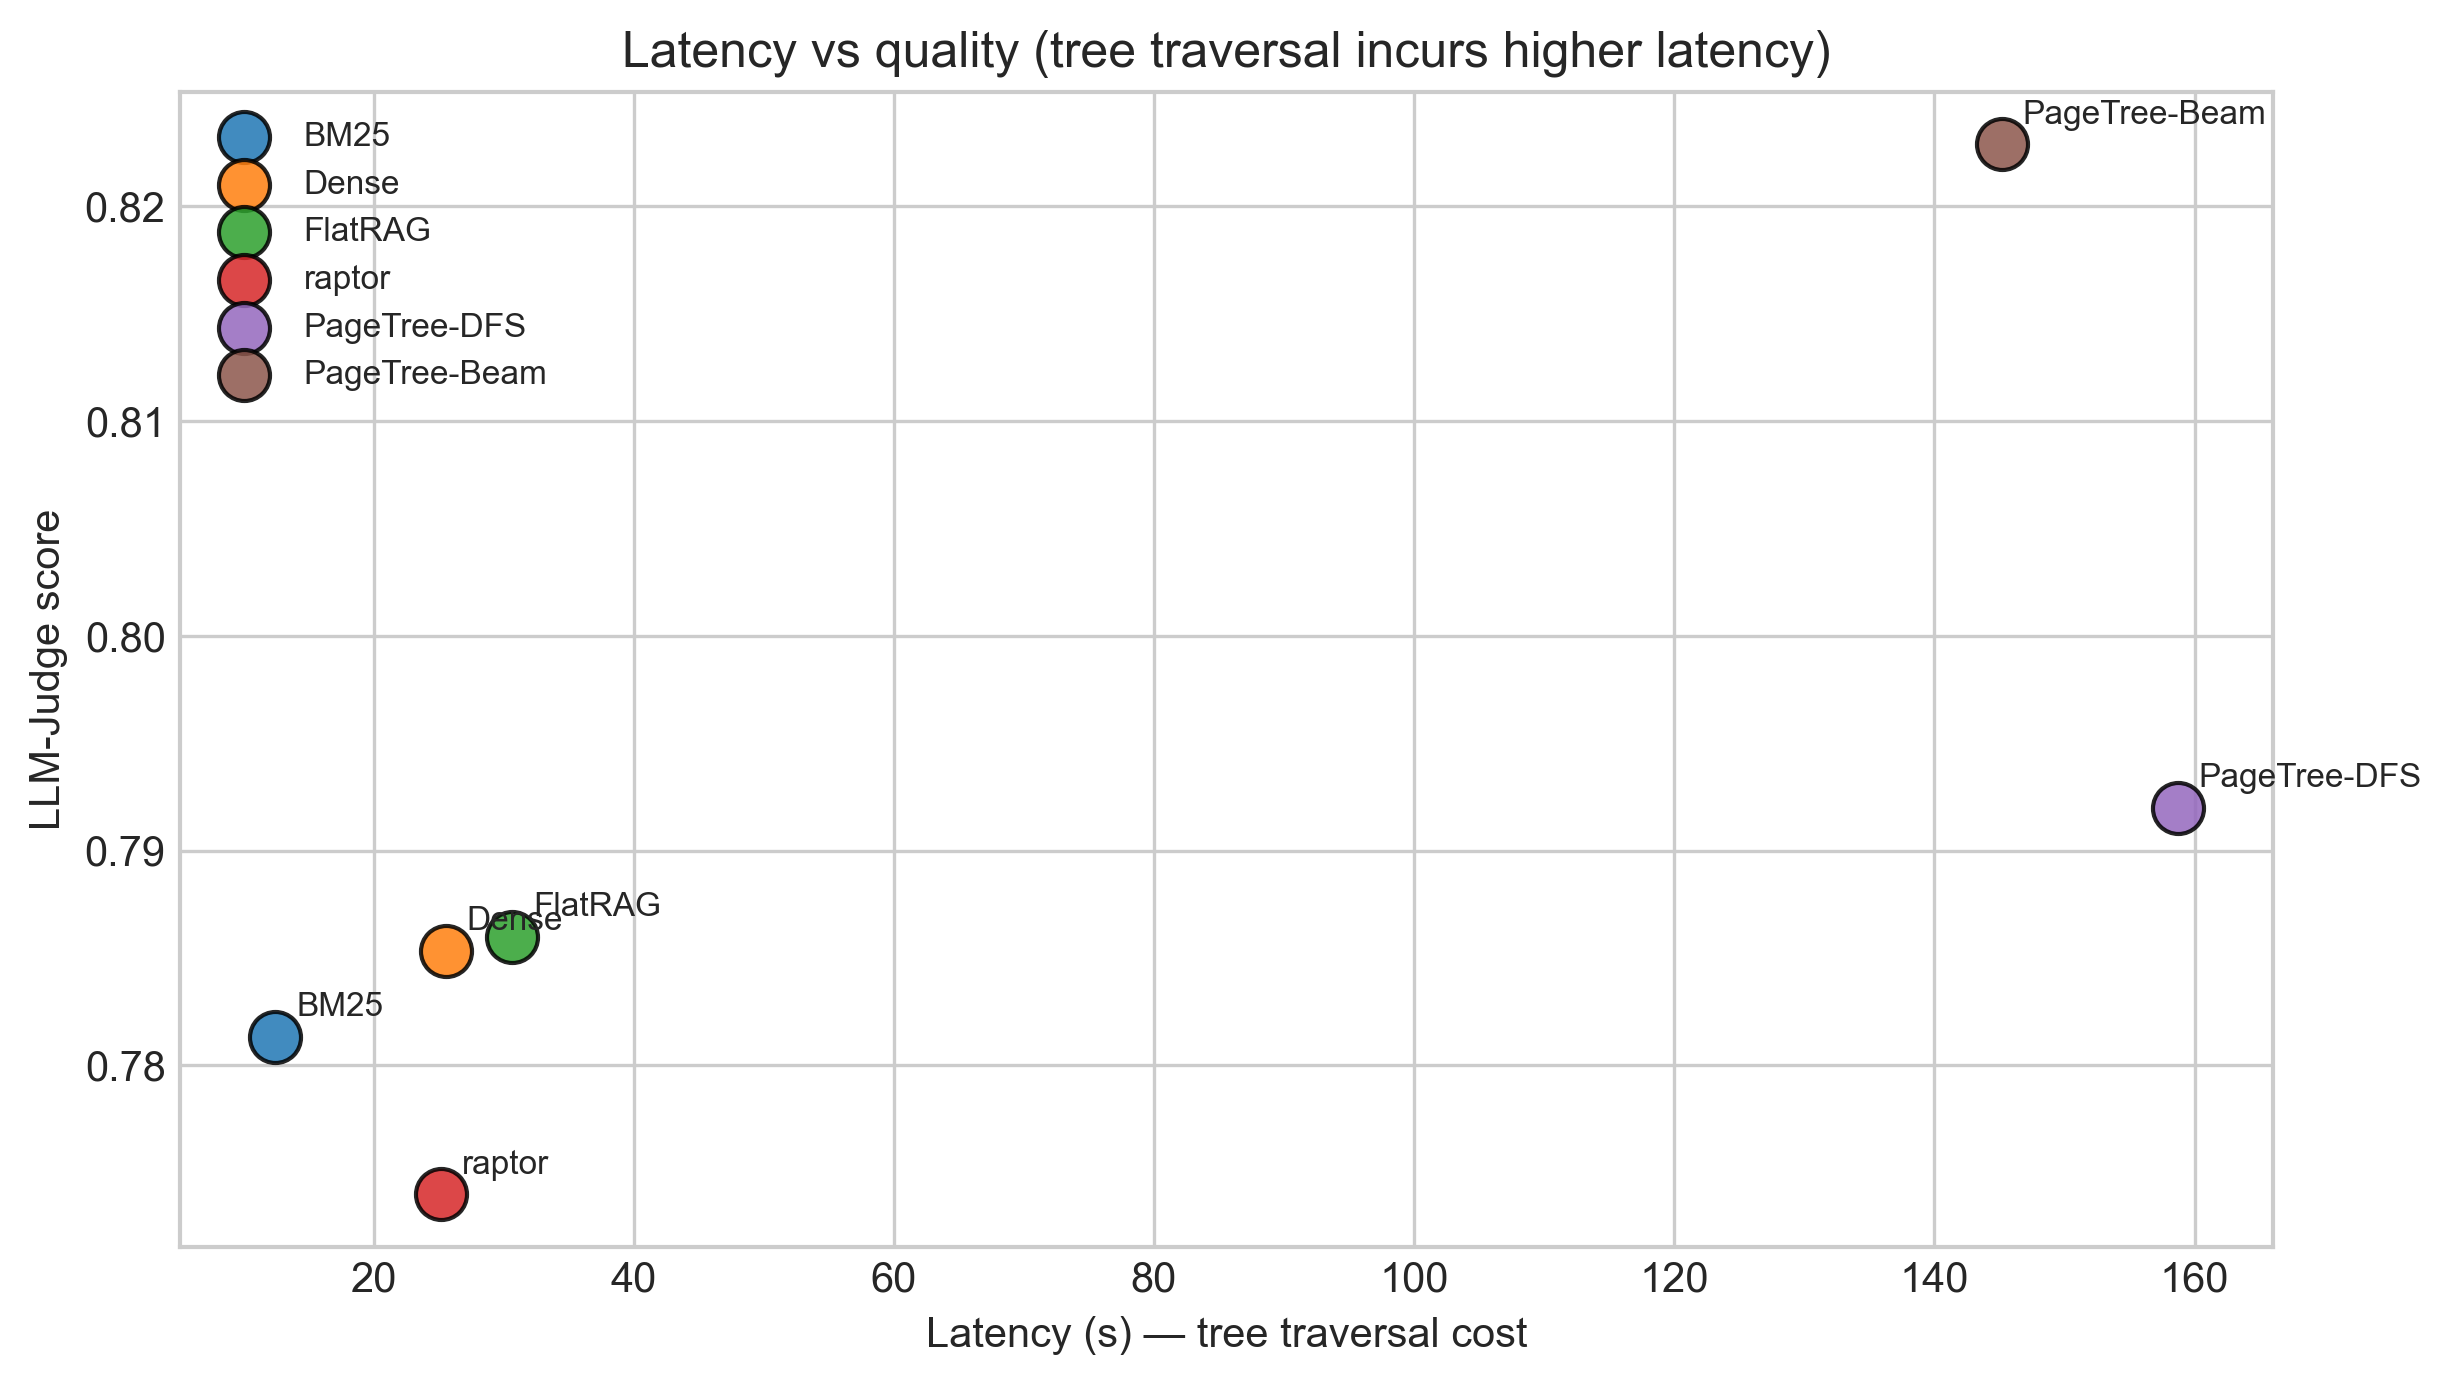 Latency vs quality (tree traversal incurs higher latency)
BM25
Dense
FlatRAG
raptor
PageTree-DFS
PageTree-Beam
PageTree-Beam
PageTree-DFS
FlatRAG
Dense
BM25
raptor
LLM-Judge score
0.82
0.81
0.80
0.79
0.78
20 40 60 80 100 120 140 160
Latency (s) — tree traversal cost